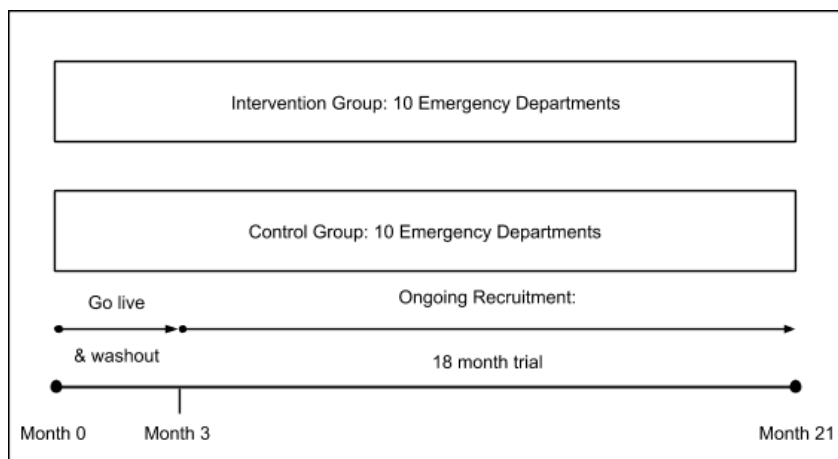 Intervention Group: 10 Emergency Departments
Control Group: 10 Emergency Departments
Go live
Ongoing Recruitment:
& washout
18 month trial
Month 0
Month 3
Month 21